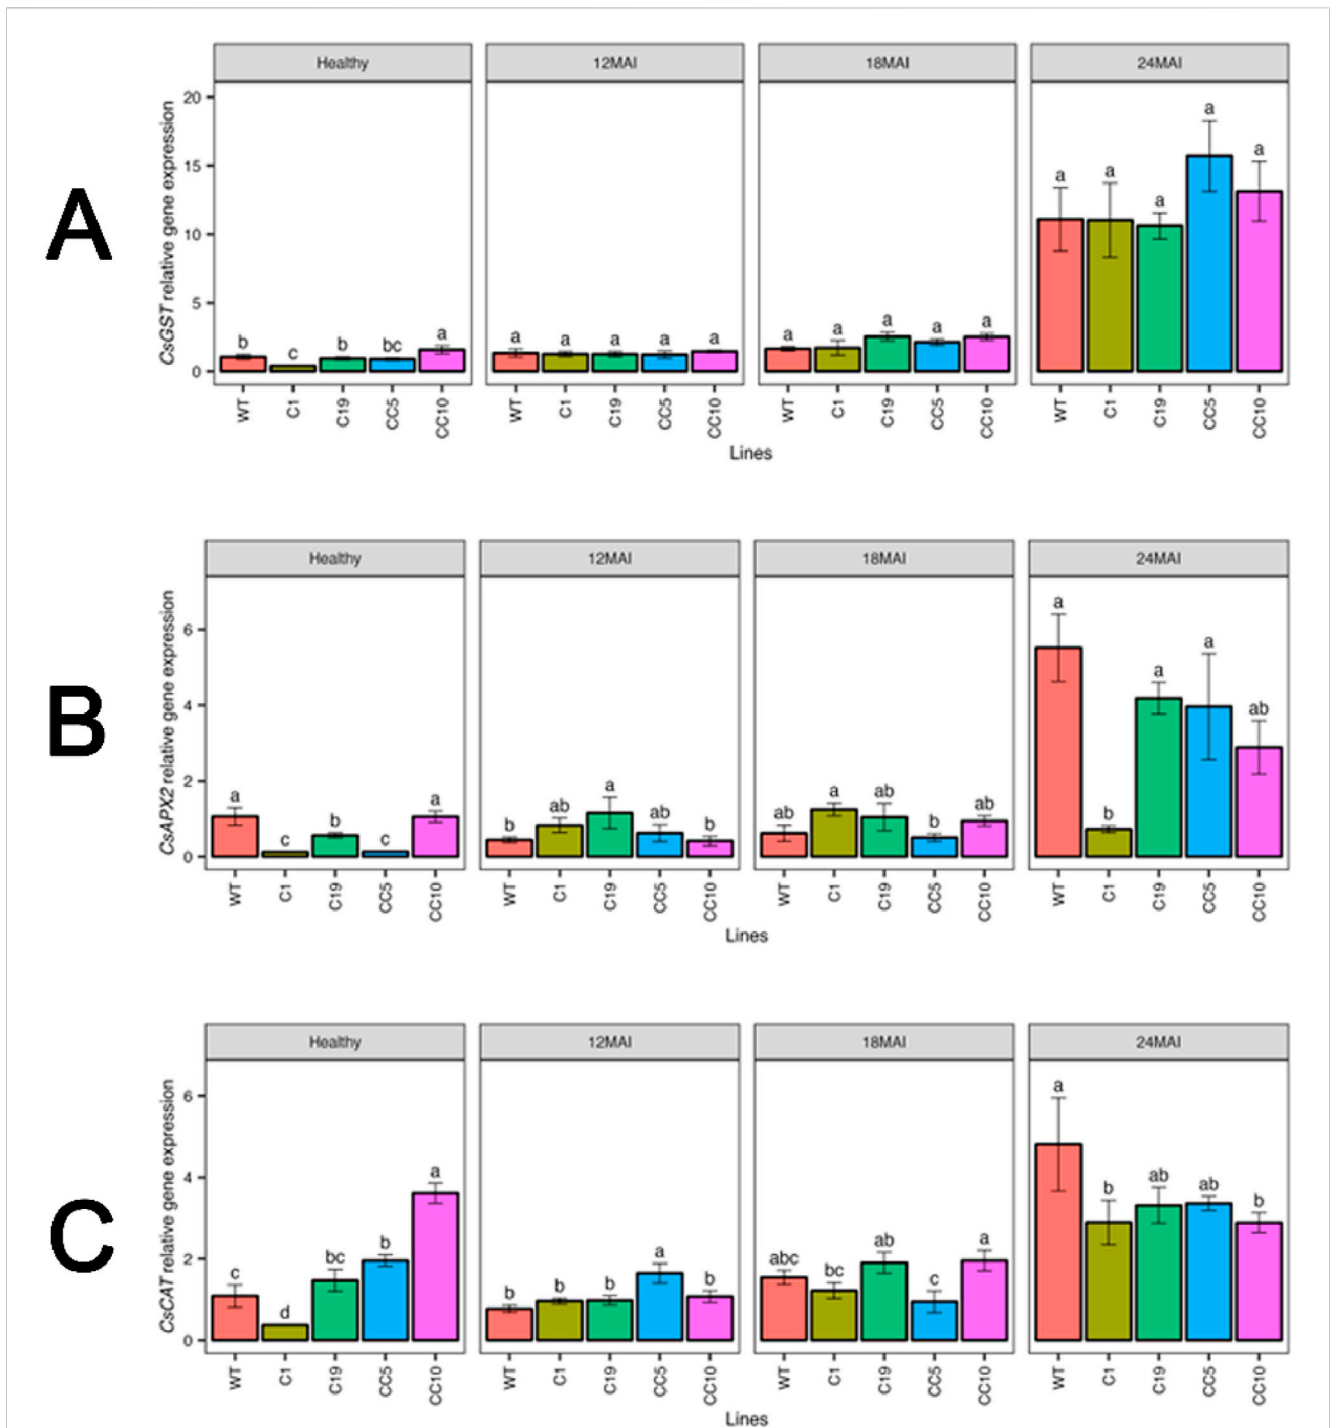 A
Healthy 12MAI 18MAI 24MAI
CsGST relative gene expression
20
15
10
5
0
b c b bc a
a a a a a
a a a a a
a a a a a
WT C1 C19 CC5 CC10
WT C1 C19 CC5 CC10
WT C1 C19 CC5 CC10
WT C1 C19 CC5 CC10
Lines
B
Healthy 12MAI 18MAI 24MAI
CsAPX2 relative gene expression
6
4
2
0
a c b c a
b ab a ab b
ab a ab b ab
a b a a ab
WT C1 C19 CC5 CC10
WT C1 C19 CC5 CC10
WT C1 C19 CC5 CC10
WT C1 C19 CC5 CC10
Lines
C
Healthy 12MAI 18MAI 24MAI
CsCAT relative gene expression
6
4
2
0
c d bc b a
b b b a b
abc bc ab c a
a b ab ab b
WT C1 C19 CC5 CC10
WT C1 C19 CC5 CC10
WT C1 C19 CC5 CC10
WT C1 C19 CC5 CC10
Lines